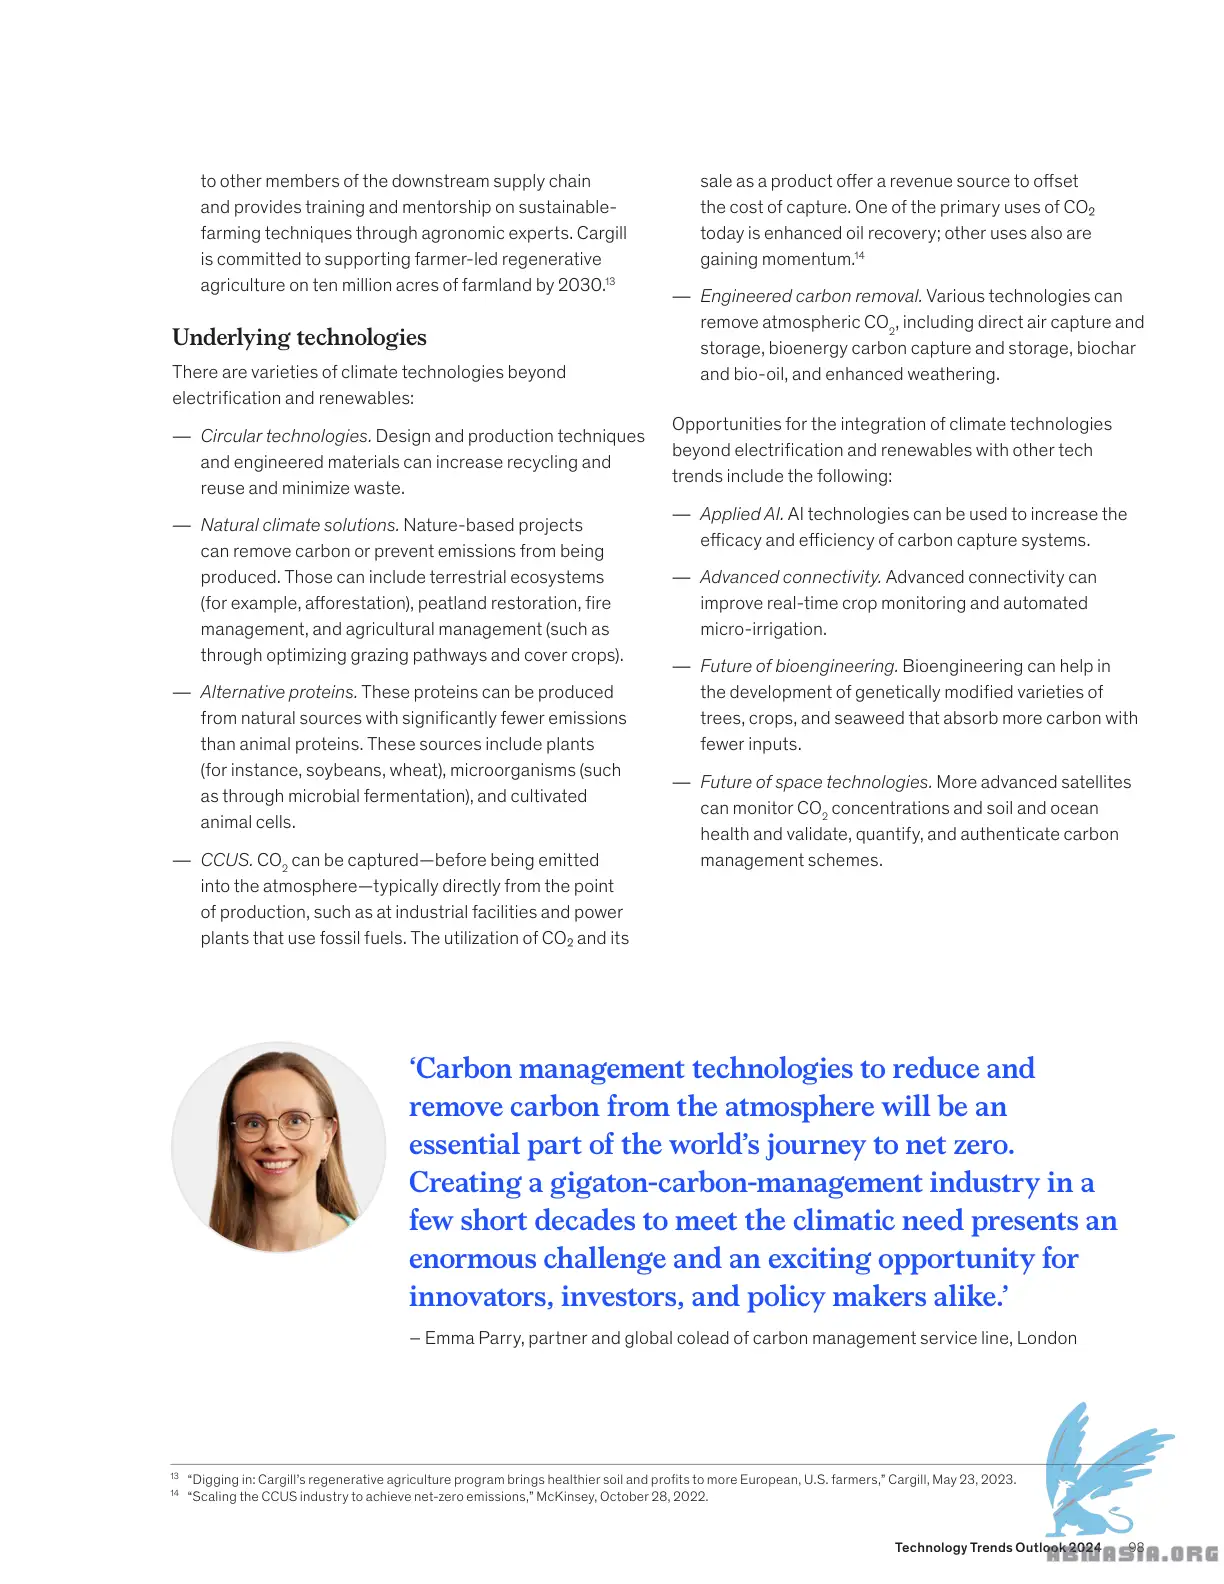 to other members of the downstream supply chain
and provides training and mentorship on sustainable-
farming techniques through agronomic experts. Cargill
is committed to supporting farmer-led regenerative
agriculture on ten million acres of farmland by 2030.¹³
Underlying technologies
There are varieties of climate technologies beyond
electrification and renewables:
— Circular technologies. Design and production techniques
and engineered materials can increase recycling and
reuse and minimize waste.
— Natural climate solutions. Nature-based projects
can remove carbon or prevent emissions from being
produced. Those can include terrestrial ecosystems
(for example, afforestation), peatland restoration, fire
management, and agricultural management (such as
through optimizing grazing pathways and cover crops).
— Alternative proteins. These proteins can be produced
from natural sources with significantly fewer emissions
than animal proteins. These sources include plants
(for instance, soybeans, wheat), microorganisms (such
as through microbial fermentation), and cultivated
animal cells.
— CCUS. CO₂ can be captured—before being emitted
into the atmosphere—typically directly from the point
of production, such as at industrial facilities and power
plants that use fossil fuels. The utilization of CO₂ and its
sale as a product offer a revenue source to offset
the cost of capture. One of the primary uses of CO₂
today is enhanced oil recovery; other uses also are
gaining momentum.¹⁴
— Engineered carbon removal. Various technologies can
remove atmospheric CO₂, including direct air capture and
storage, bioenergy carbon capture and storage, biochar
and bio-oil, and enhanced weathering.
Opportunities for the integration of climate technologies
beyond electrification and renewables with other tech
trends include the following:
— Applied AI. AI technologies can be used to increase the
efficacy and efficiency of carbon capture systems.
— Advanced connectivity. Advanced connectivity can
improve real-time crop monitoring and automated
micro-irrigation.
— Future of bioengineering. Bioengineering can help in
the development of genetically modified varieties of
trees, crops, and seaweed that absorb more carbon with
fewer inputs.
— Future of space technologies. More advanced satellites
can monitor CO₂ concentrations and soil and ocean
health and validate, quantify, and authenticate carbon
management schemes.
‘Carbon management technologies to reduce and
remove carbon from the atmosphere will be an
essential part of the world’s journey to net zero.
Creating a gigaton-carbon-management industry in a
few short decades to meet the climatic need presents an
enormous challenge and an exciting opportunity for
innovators, investors, and policy makers alike.’
– Emma Parry, partner and global colead of carbon management service line, London
¹³ “Digging in: Cargill’s regenerative agriculture program brings healthier soil and profits to more European, U.S. farmers,” Cargill, May 23, 2023.
¹⁴ “Scaling the CCUS industry to achieve net-zero emissions,” McKinsey, October 28, 2022.
Technology Trends Outlook 2024 98
ABWASIA.ORG